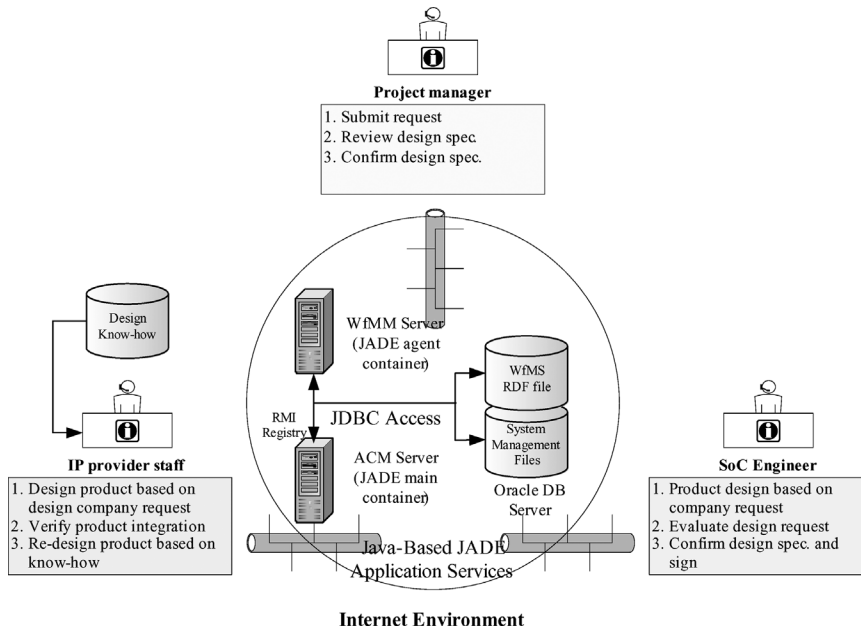 Project manager
1. Submit request
2. Review design spec.
3. Confirm design spec.
Design
Know-how
WfMM Server
(JADE agent
container)
WfMS
RDF file
RMI
Registry
JDBC Access
System
Management
Files
ACM Server
(JADE main
container)
Oracle DB
Server
IP provider staff
1. Design product based on
design company request
2. Verify product integration
3. Re-design product based on
know-how
SoC Engineer
1. Product design based on
company request
2. Evaluate design request
3. Confirm design spec. and
sign
Java-Based JADE
Application Services
Internet Environment